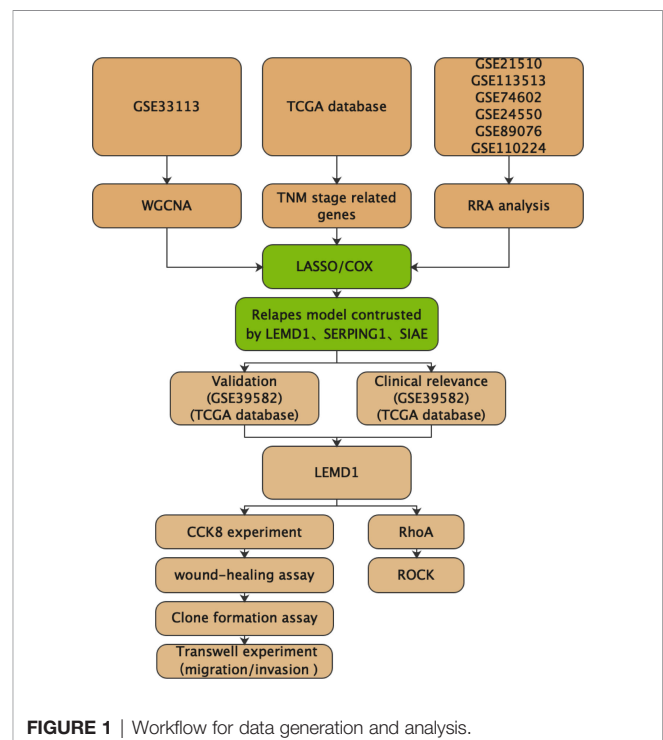 GSE33113
TCGA database
GSE21510
GSE113513
GSE74602
GSE24550
GSE89076
GSE110224
WGCNA
TNM stage related
genes
RRA analysis
LASSO/COX
Relapes model contrusted
by LEMD1、SERPING1、SIAE
Validation
(GSE39582)
(TCGA database)
Clinical relevance
(GSE39582)
(TCGA database)
LEMD1
CCK8 experiment
RhoA
wound-healing assay
ROCK
Clone formation assay
Transwell experiment
（migration/invasion ）
FIGURE 1 | Workflow for data generation and analysis.